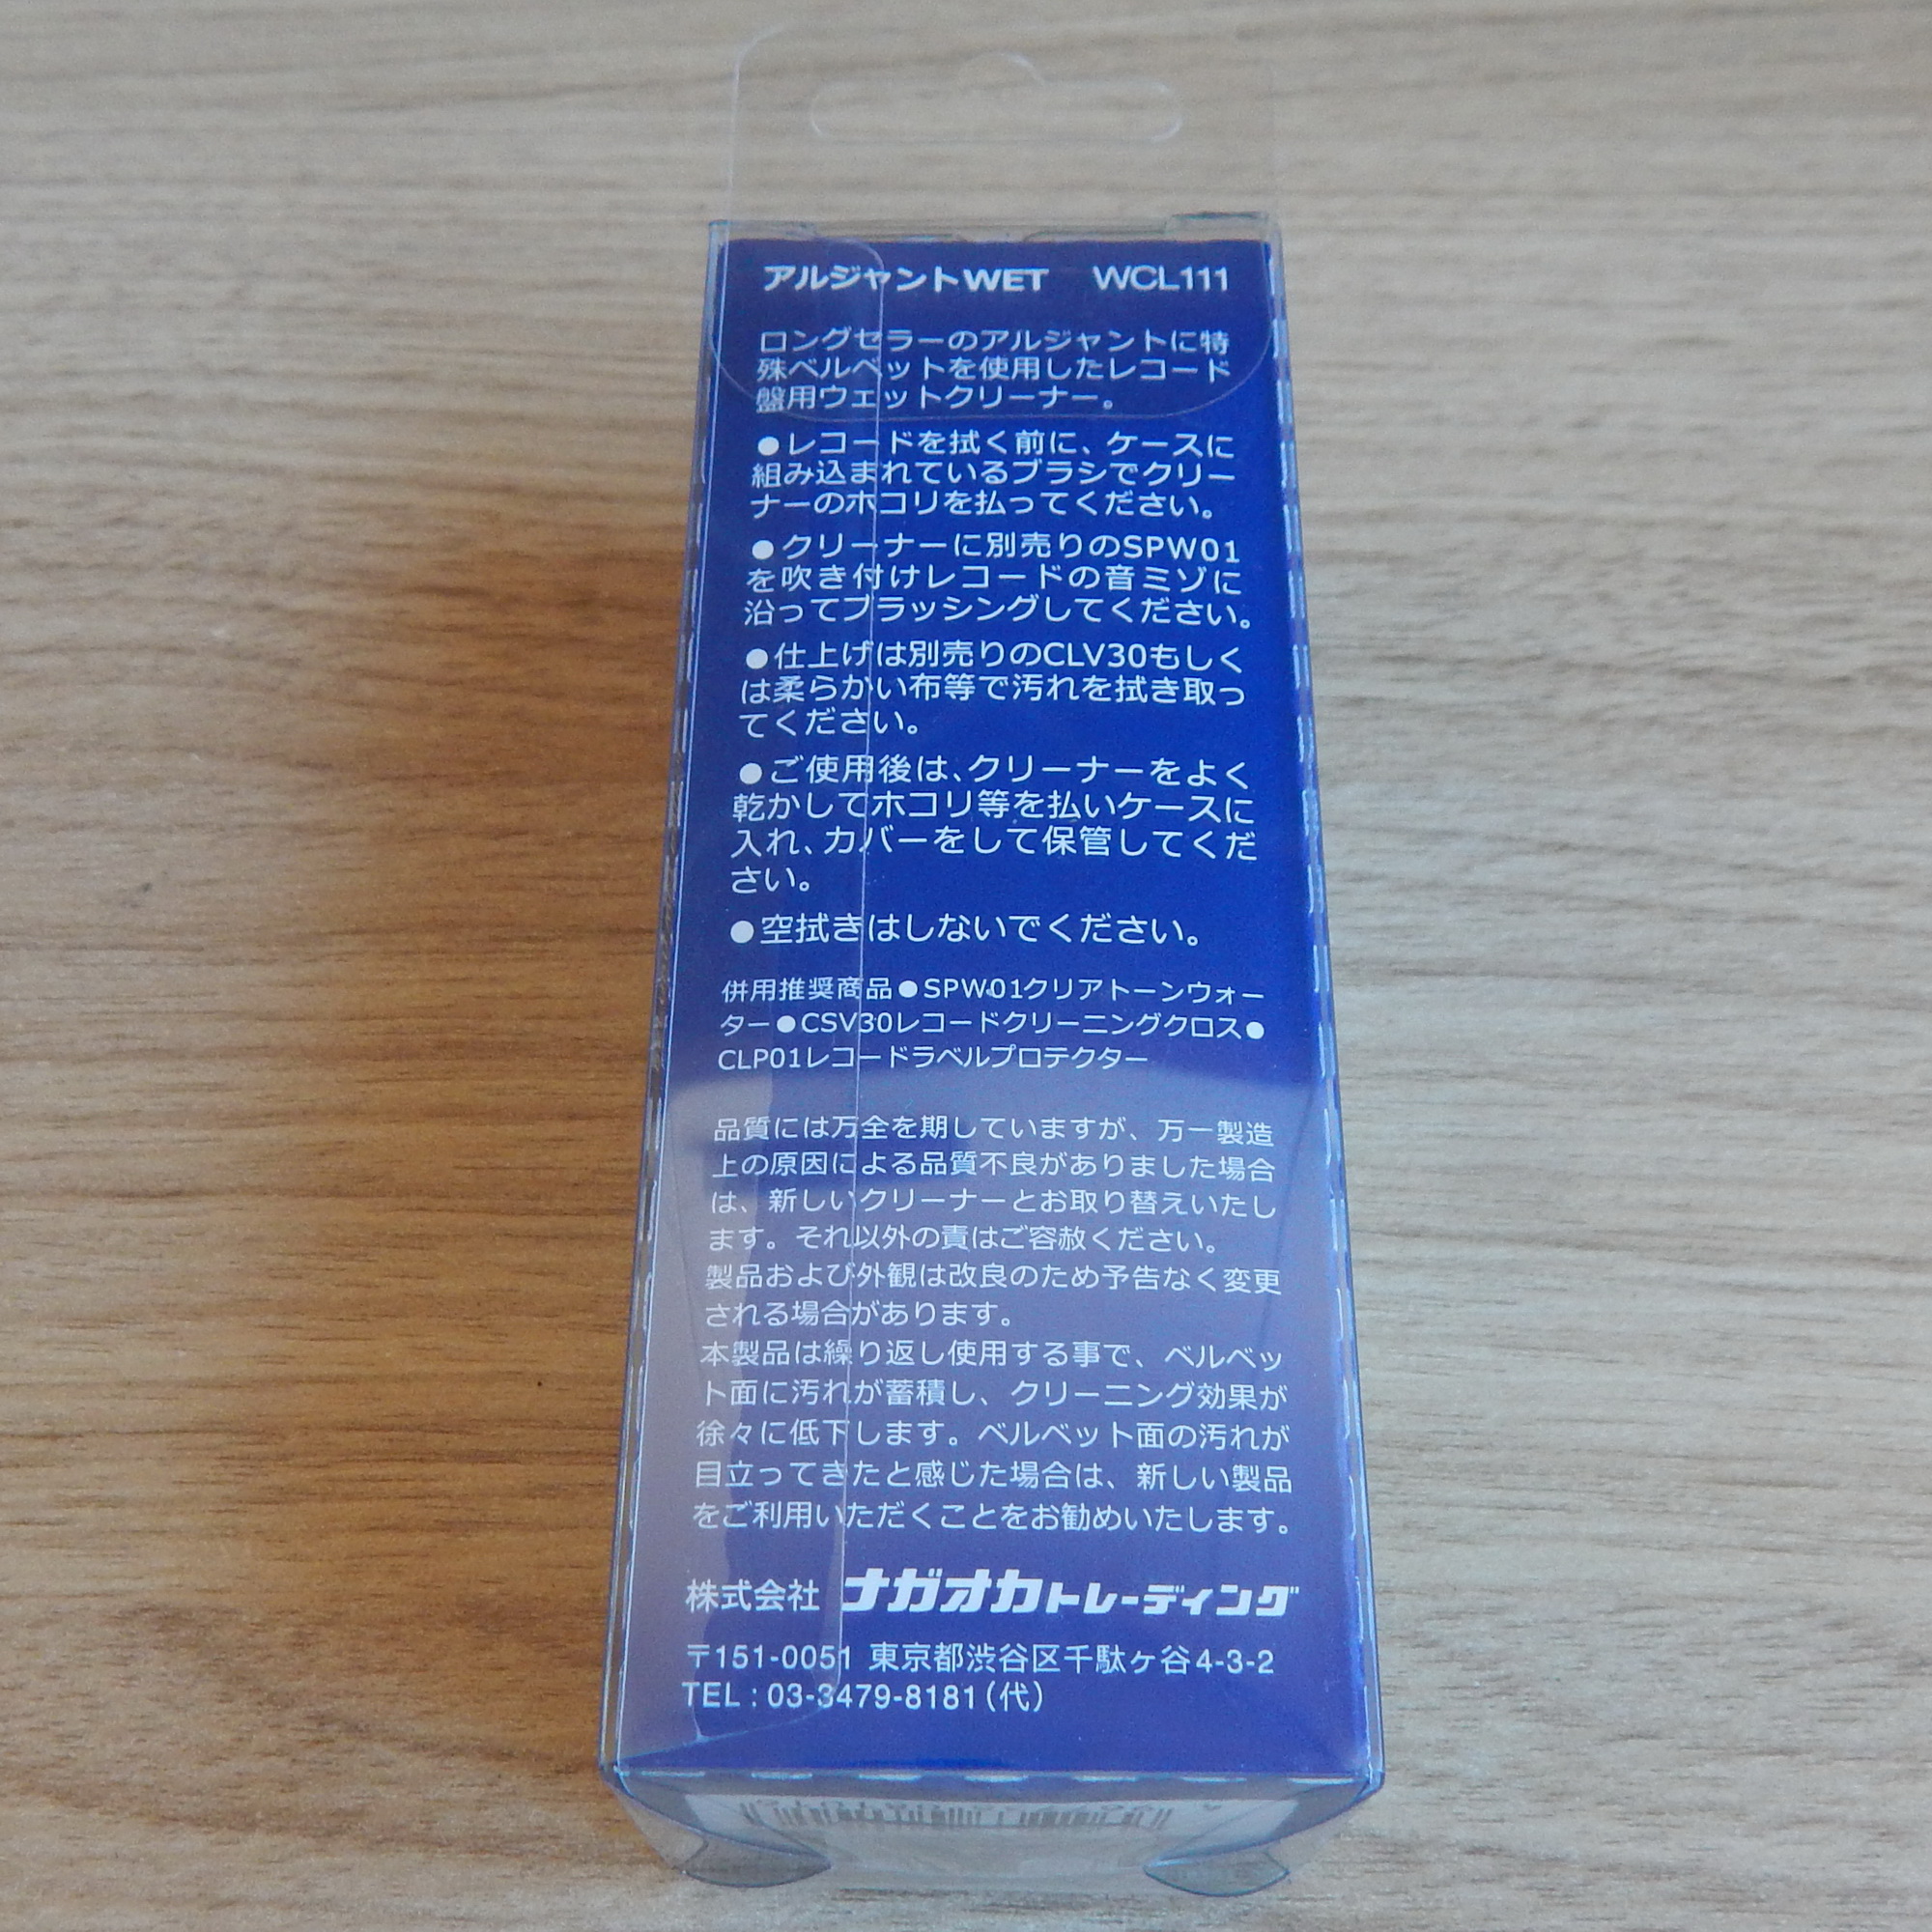 アルジャントWET WCL111
ロングセラーのアルジャントに特
殊ベルベットを使用したレコード
盤用ウェットクリーナー。
●レコードを拭く前に、ケースに
組み込まれているブラシでクリー
ナーのホコリを払ってください。
●クリーナーに別売りのSPW01
を吹き付けレコードの音ミゾに
沿ってブラッシングしてください。
●仕上げは別売りのCLV30もしく
は柔らかい布等で汚れを拭き取っ
てください。
●ご使用後は、クリーナーをよく
乾かしてホコリ等を払いケースに
入れ、カバーをして保管してくだ
さい。
●空拭きはしないでください。
併用推奨商品●SPW01クリアトーンウォー
ター●CSV30レコードクリーニングクロス●
CLP01レコードラベルプロテクター
品質には万全を期していますが、万一製造
上の原因による品質不良がありました場合
は、新しいクリーナーとお取り替えいたし
ます。それ以外の責はご容赦ください。
製品および外観は改良のため予告なく変更
される場合があります。
本製品は繰り返し使用する事で、ベルベッ
ト面に汚れが蓄積し、クリーニング効果が
徐々に低下します。ベルベット面の汚れが
目立ってきたと感じた場合は、新しい製品
をご利用いただくことをお勧めいたします。
株式会社 ナガオカトレーディング
〒151-0051 東京都渋谷区千駄ヶ谷4-3-2
TEL：03-3479-8181（代）